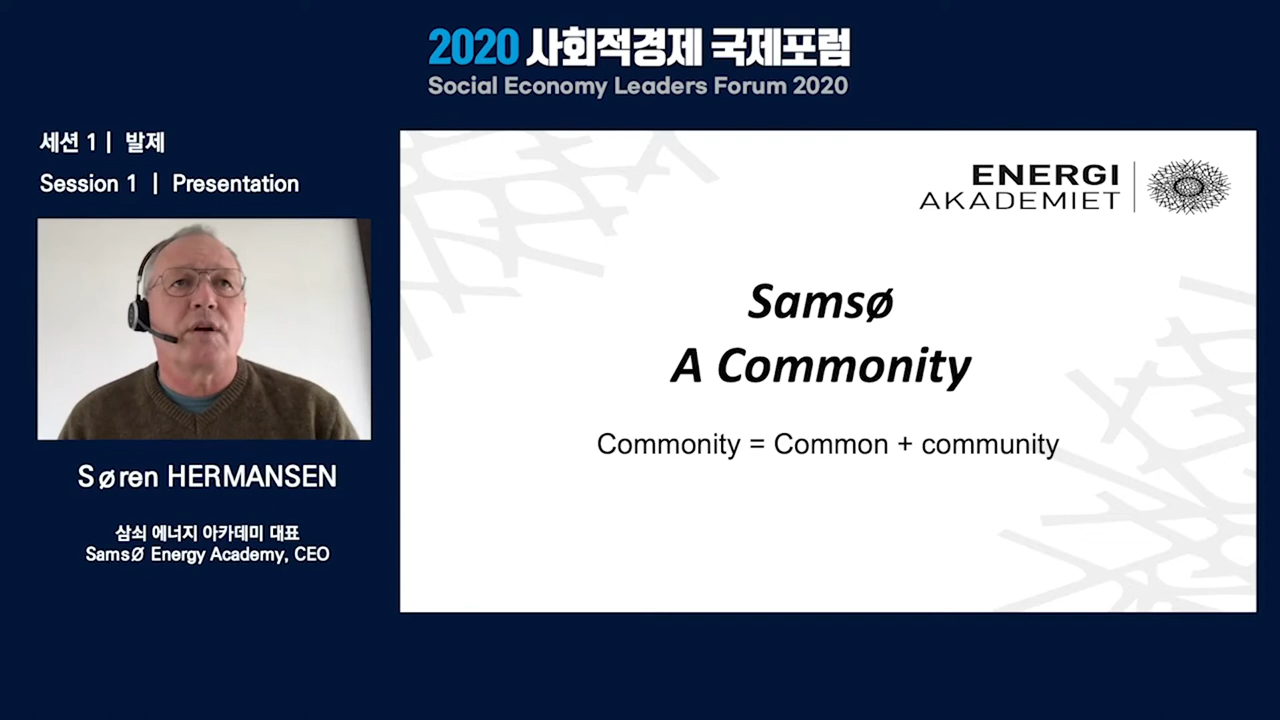 2020 사회적경제 국제포럼
Social Economy Leaders Forum 2020
세션 1 | 발제
Session 1 | Presentation
ENERGI
AKADEMIET
Samsø
A Commonity
Commonity = Common + community
Søren HERMANSEN
삼쇠 에너지 아카데미 대표
SamsØ Energy Academy, CEO